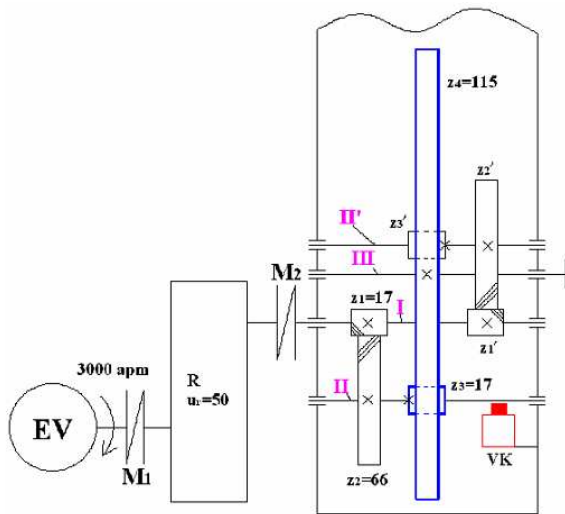 z₄=115
z₂′
z₃′
II′
III
M₂
z₁=17
I
z₁′
3000 apm
R
uᵣ=50
z₃=17
II
EV
M₁
VK
z₂=66